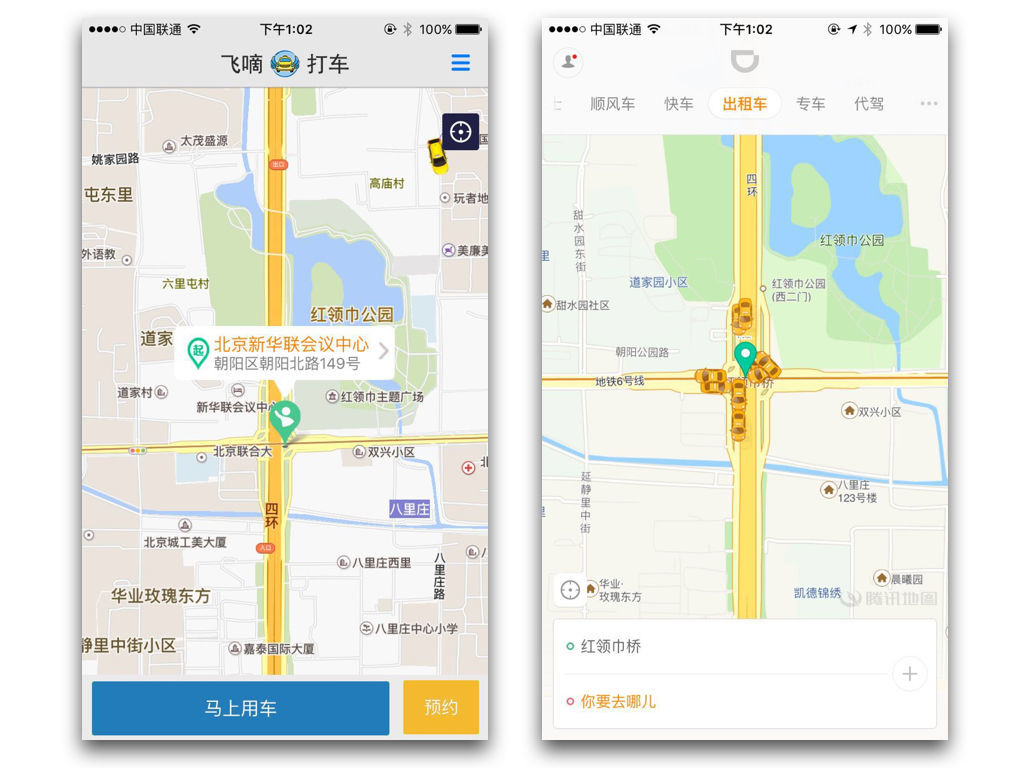 中国联通
下午1:02
100%
飞嘀 打车
太茂盛源
姚家园路
出口
屯东里
高庙村
玩者地
外语教
美廉美
六里屯村
红领巾公园
道家
起
北京新华联会议中心
朝阳区朝阳北路149号
道家村
新华联会议中心
红领巾主题广场
北京联合大
双兴小区
北
四环
八里庄
北京城工美大厦
入口
八里庄西里
八
八里庄路
华业玫瑰东方
八里庄中心小学
静里中街小区
嘉泰国际大厦
马上用车
预约
中国联通
下午1:02
100%
顺风车
快车
出租车
专车
代驾
四环
甜水园东街
红领巾公园
里
道家园小区
红领巾公园
(西二门)
甜水园社区
朝阳公园路
地铁6号线
双兴小区
延静里中街
八里庄
123号楼
华业·
玫瑰东方
晨曦园
凯德锦绣
腾讯地图
红领巾桥
你要去哪儿